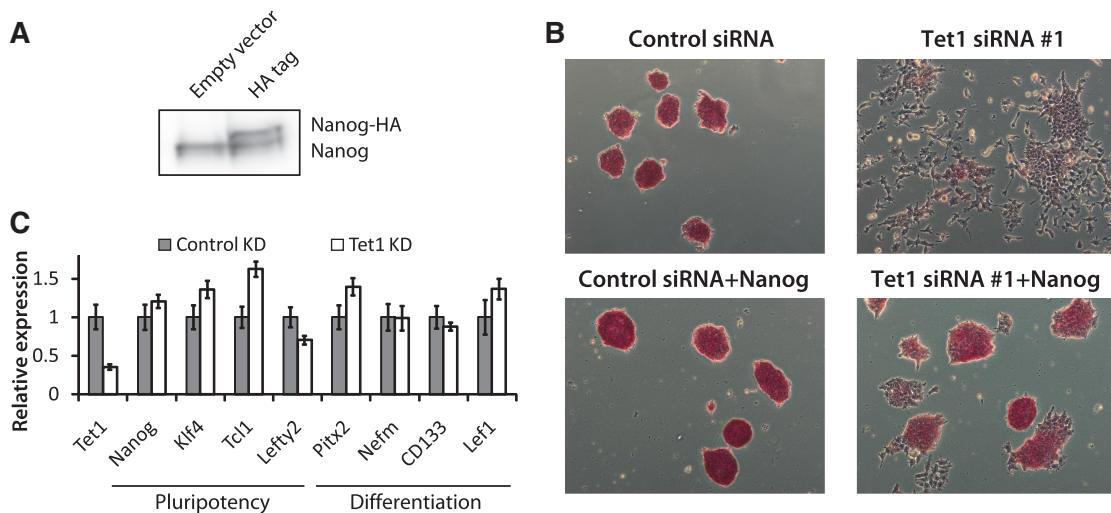 A
Empty vector
HA tag
Nanog-HA
Nanog
B
Control siRNA
Tet1 siRNA #1
Control siRNA+Nanog
Tet1 siRNA #1+Nanog
C
Control KD
Tet1 KD
Relative expression
1.5
1
0.5
0
Tet1
Nanog
Klf4
Tcl1
Lefty2
Pitx2
Nefm
CD133
Lef1
Pluripotency
Differentiation